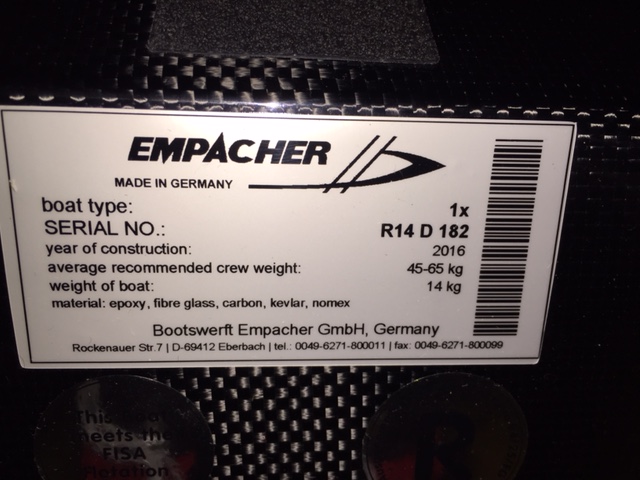 EMPACHER
MADE IN GERMANY
boat type: 1x
SERIAL NO.: R14 D 182
year of construction: 2016
average recommended crew weight: 45-65 kg
weight of boat: 14 kg
material: epoxy, fibre glass, carbon, kevlar, nomex
Bootswerft Empacher GmbH, Germany
Rockenauer Str.7 | D-69412 Eberbach | tel.: 0049-6271-800011 | fax: 0049-6271-800099
This
meets the
FISA
flotation
R